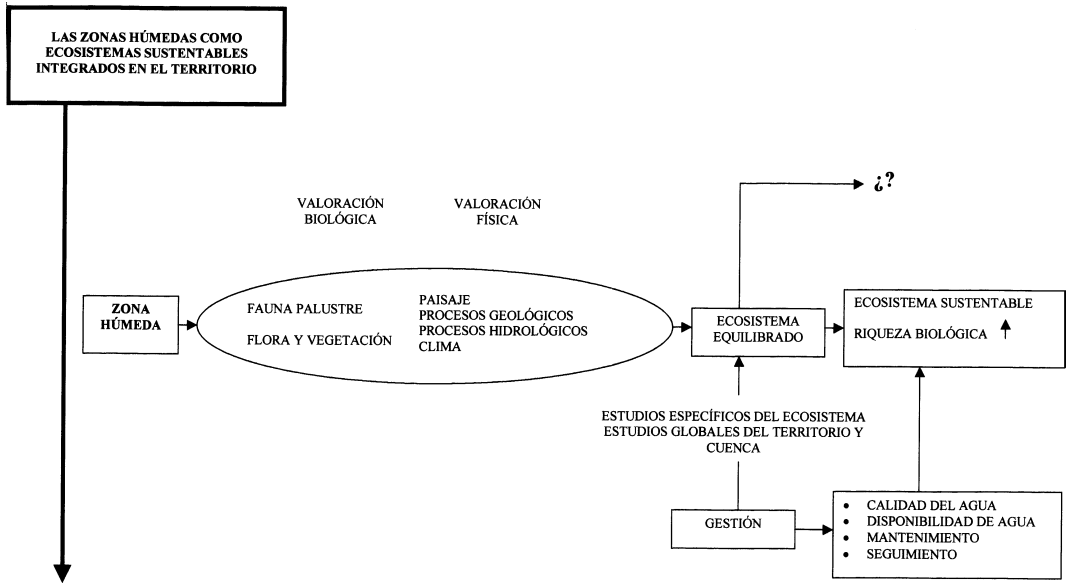 LAS ZONAS HÚMEDAS COMO
ECOSISTEMAS SUSTENTABLES
INTEGRADOS EN EL TERRITORIO
¿?
VALORACIÓN
BIOLÓGICA
VALORACIÓN
FÍSICA
ZONA
HÚMEDA
FAUNA PALUSTRE
FLORA Y VEGETACIÓN
PAISAJE
PROCESOS GEOLÓGICOS
PROCESOS HIDROLÓGICOS
CLIMA
ECOSISTEMA
EQUILIBRADO
ECOSISTEMA SUSTENTABLE
RIQUEZA BIOLÓGICA
ESTUDIOS ESPECÍFICOS DEL ECOSISTEMA
ESTUDIOS GLOBALES DEL TERRITORIO Y
CUENCA
GESTIÓN
• CALIDAD DEL AGUA
• DISPONIBILIDAD DE AGUA
• MANTENIMIENTO
• SEGUIMIENTO